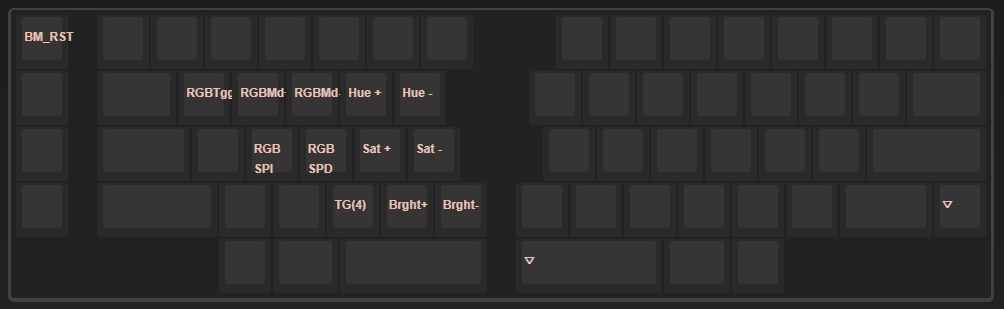 BM_RST
RGBTgg RGBMd+ RGBMd- Hue + Hue -
RGB SPI RGB SPD Sat + Sat -
TG(4) Brght+ Brght- ▽
▽